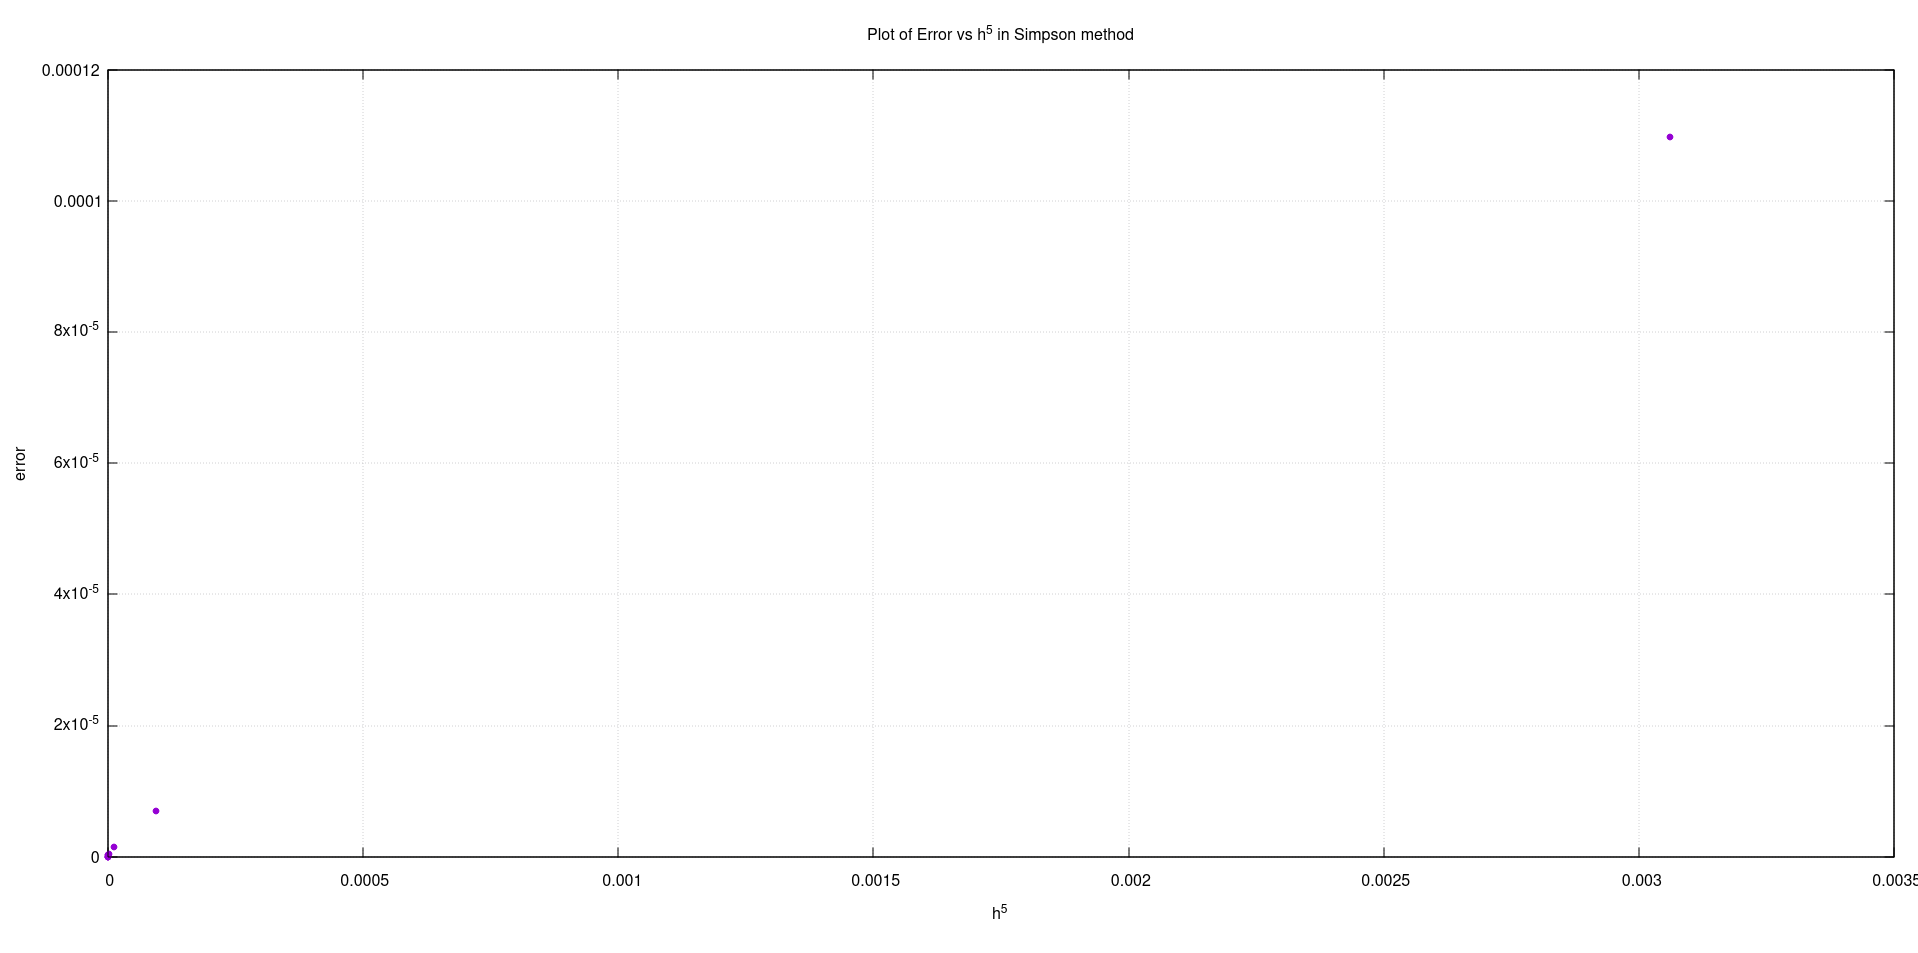 Plot of Error vs h⁵ in Simpson method
0.00012
0.0001
8x10⁻⁵
6x10⁻⁵
error
4x10⁻⁵
2x10⁻⁵
0
0 0.0005 0.001 0.0015 0.002 0.0025 0.003 0.0035
h⁵